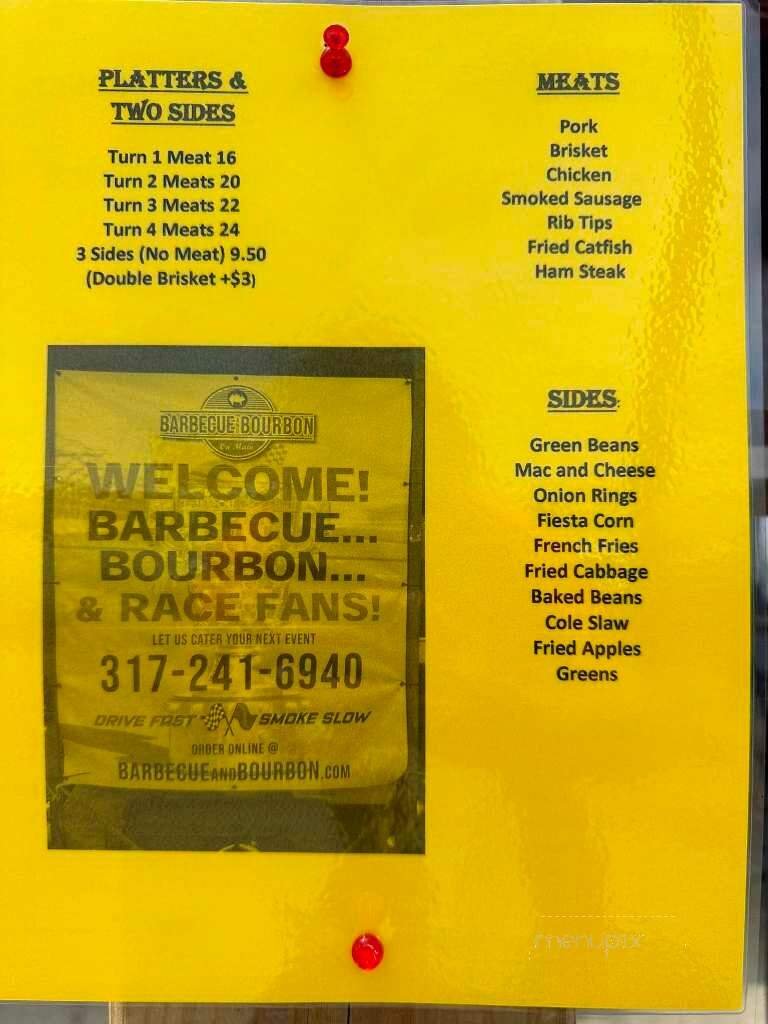 PLATTERS &
TWO SIDES
Turn 1 Meat 16
Turn 2 Meats 20
Turn 3 Meats 22
Turn 4 Meats 24
3 Sides (No Meat) 9.50
(Double Brisket +$3)
MEATS
Pork
Brisket
Chicken
Smoked Sausage
Rib Tips
Fried Catfish
Ham Steak
SIDES:
Green Beans
Mac and Cheese
Onion Rings
Fiesta Corn
French Fries
Fried Cabbage
Baked Beans
Cole Slaw
Fried Apples
Greens
BARBECUE & BOURBON
On Main
WELCOME!
BARBECUE...
BOURBON...
& RACE FANS!
LET US CATER YOUR NEXT EVENT
317-241-6940
DRIVE FAST SMOKE SLOW
ORDER ONLINE @
BARBECUEANDBOURBON.COM
menupix